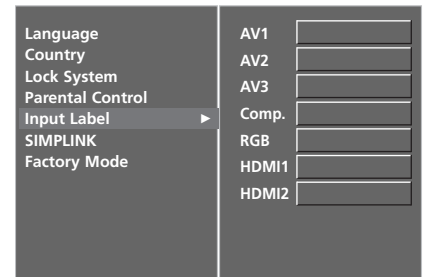 Language
Country
Lock System
Parental Control
Input Label ►
SIMPLINK
Factory Mode
AV1
AV2
AV3
Comp.
RGB
HDMI1
HDMI2